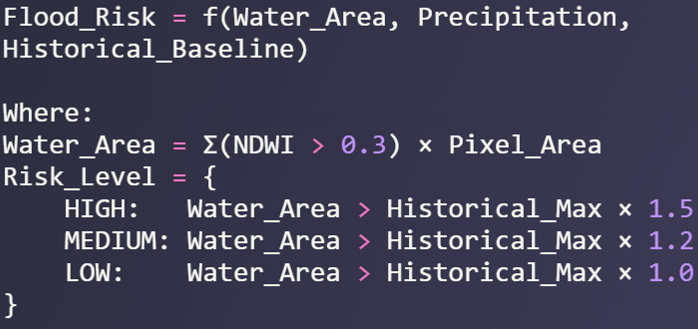 Flood_Risk = f(Water_Area, Precipitation,
Historical_Baseline)
Where:
Water_Area = Σ(NDWI > 0.3) × Pixel_Area
Risk_Level = {
HIGH: Water_Area > Historical_Max × 1.5
MEDIUM: Water_Area > Historical_Max × 1.2
LOW: Water_Area > Historical_Max × 1.0
}